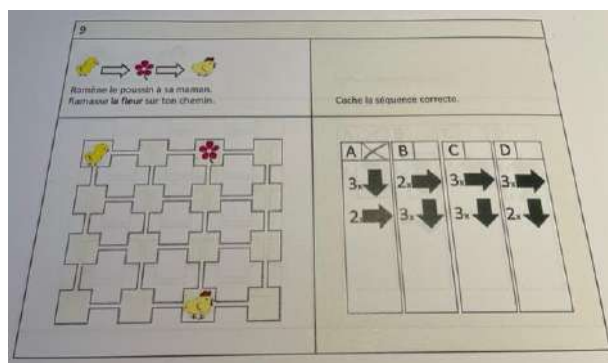 9
Ramène le poussin à sa maman.
Ramasse la fleur sur ton chemin.
Coche la séquence correcte.
A B C D
3x 2x 3x 3x
2x 3x 3x 2x